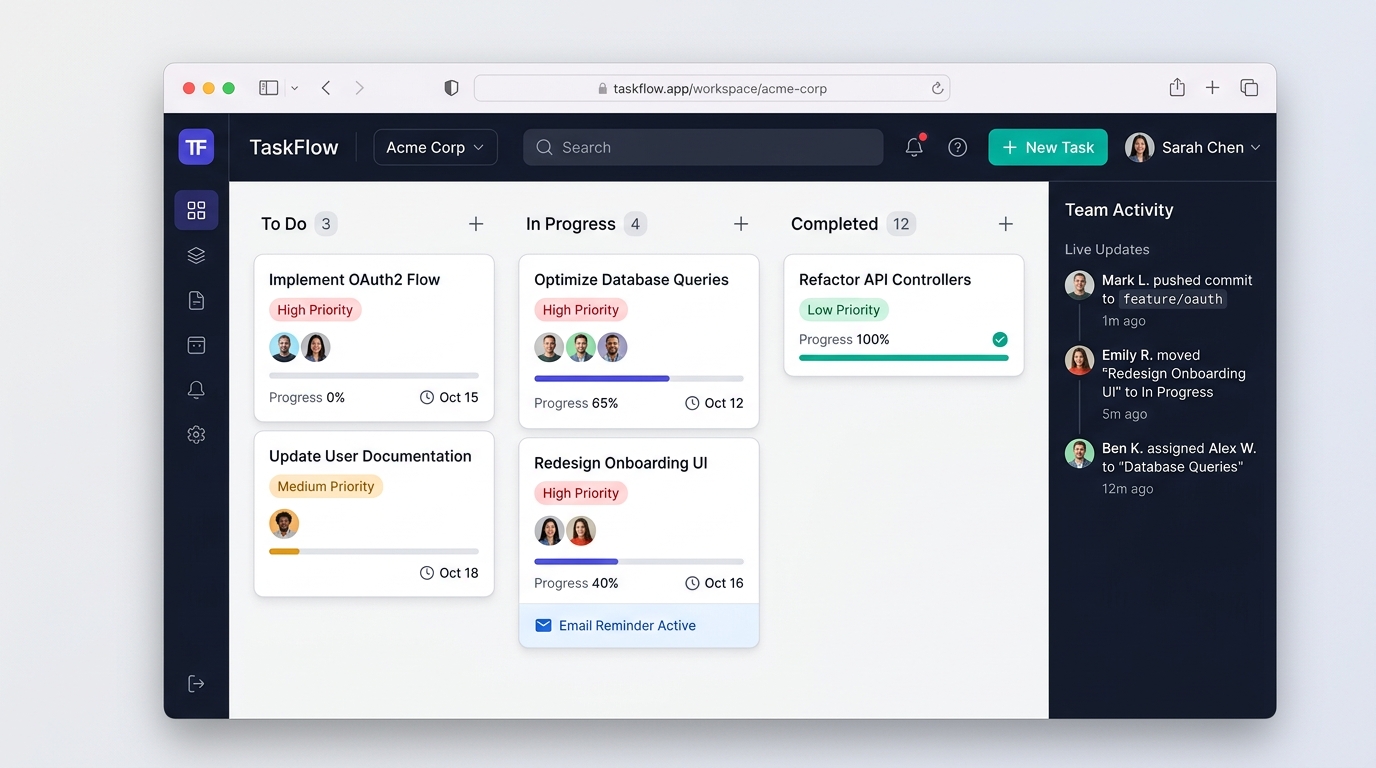 taskflow.app/workspace/acme-corp
TF
TaskFlow
Acme Corp
Search
New Task
Sarah Chen
To Do 3
Implement OAuth2 Flow
High Priority
Progress 0%
Oct 15
Update User Documentation
Medium Priority
Oct 18
In Progress 4
Optimize Database Queries
High Priority
Progress 65%
Oct 12
Redesign Onboarding UI
High Priority
Progress 40%
Oct 16
Email Reminder Active
Completed 12
Refactor API Controllers
Low Priority
Progress 100%
Team Activity
Live Updates
Mark L. pushed commit
to feature/oauth
1m ago
Emily R. moved
"Redesign Onboarding
UI" to In Progress
5m ago
Ben K. assigned Alex W.
to "Database Queries"
12m ago